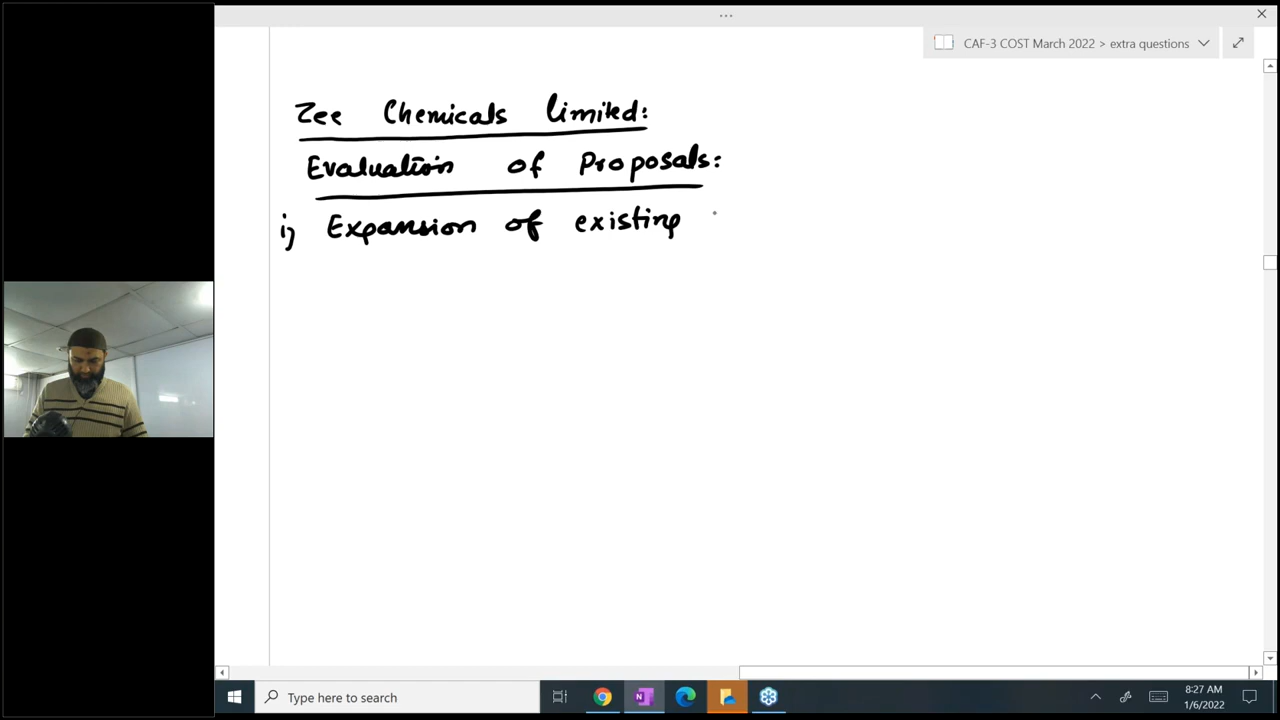 CAF-3 COST March 2022 > extra questions
Zee Chemicals Limited:
Evaluation of Proposals:
i) Expansion of existing
Type here to search
8:27 AM
1/6/2022